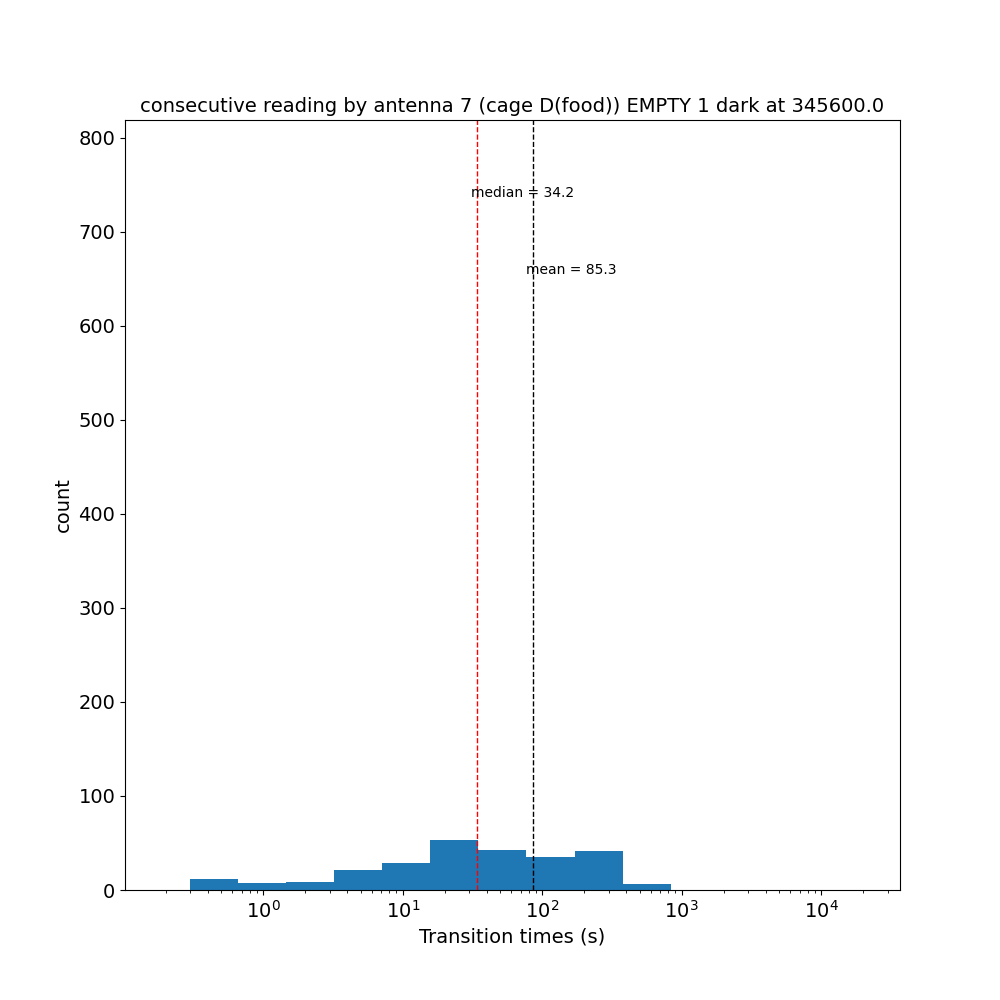 consecutive reading by antenna 7 (cage D(food)) EMPTY 1 dark at 345600.0
800
median = 34.2
700
mean = 85.3
600
500
count
400
300
200
100
0
10⁰ 10¹ 10² 10³ 10⁴
Transition times (s)